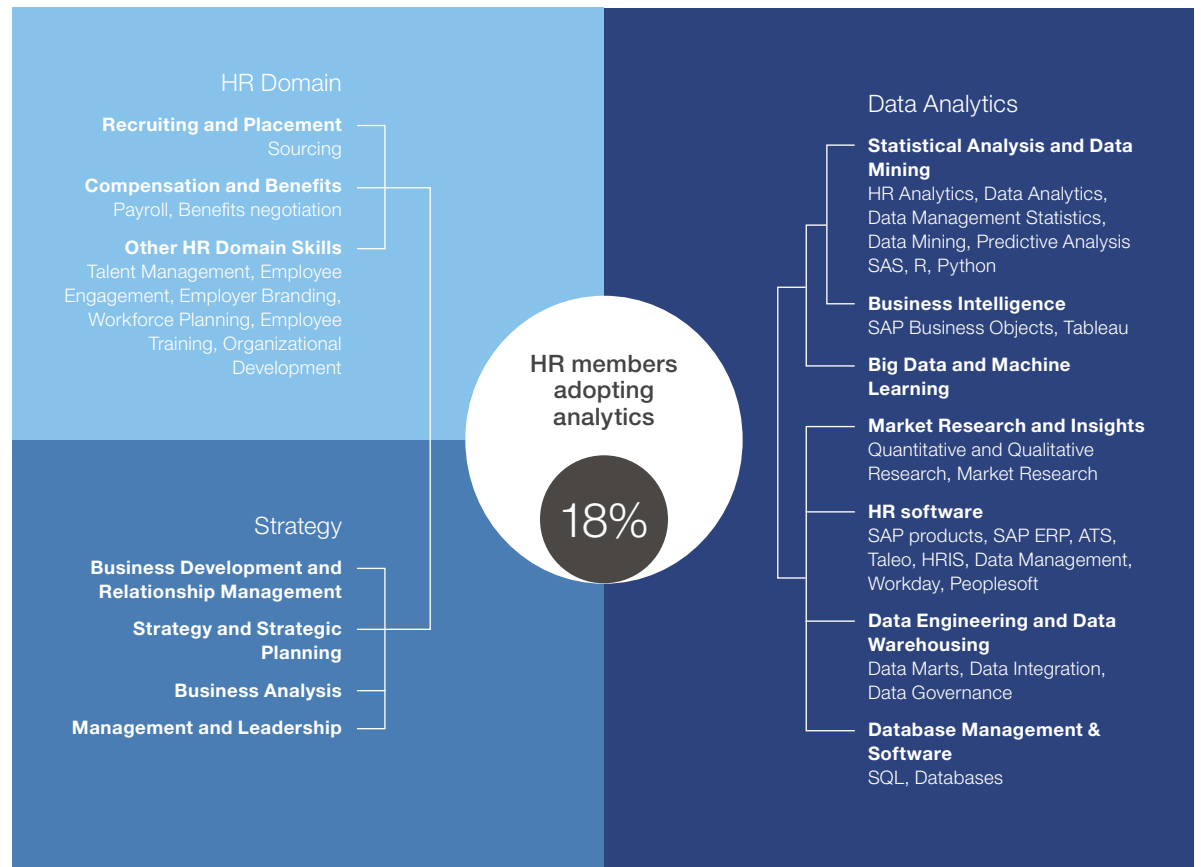 HR Domain
Recruiting and Placement
Sourcing
Compensation and Benefits
Payroll, Benefits negotiation
Other HR Domain Skills
Talent Management, Employee
Engagement, Employer Branding,
Workforce Planning, Employee
Training, Organizational
Development
Strategy
Business Development and
Relationship Management
Strategy and Strategic
Planning
Business Analysis
Management and Leadership
HR members
adopting
analytics
18%
Data Analytics
Statistical Analysis and Data
Mining
HR Analytics, Data Analytics,
Data Management Statistics,
Data Mining, Predictive Analysis
SAS, R, Python
Business Intelligence
SAP Business Objects, Tableau
Big Data and Machine
Learning
Market Research and Insights
Quantitative and Qualitative
Research, Market Research
HR software
SAP products, SAP ERP, ATS,
Taleo, HRIS, Data Management,
Workday, Peoplesoft
Data Engineering and Data
Warehousing
Data Marts, Data Integration,
Data Governance
Database Management &
Software
SQL, Databases